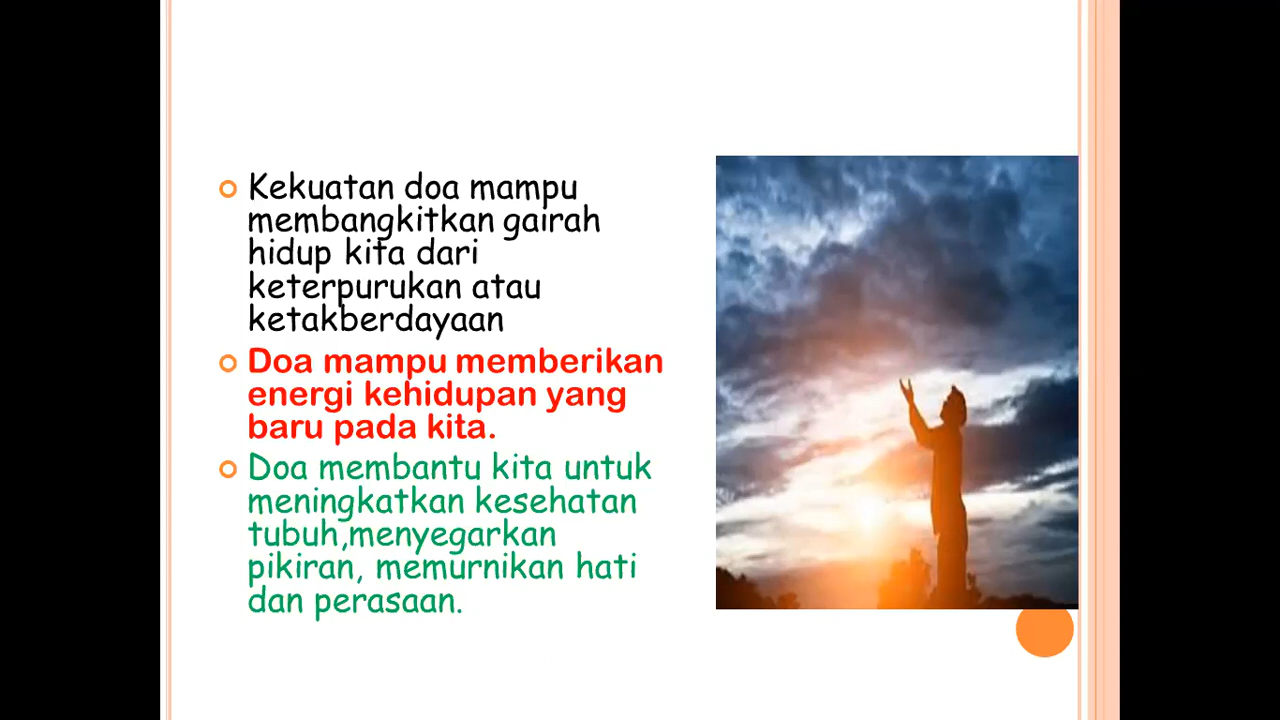 Kekuatan doa mampu
membangkitkan gairah
hidup kita dari
keterpurukan atau
ketakberdayaan
Doa mampu memberikan
energi kehidupan yang
baru pada kita.
Doa membantu kita untuk
meningkatkan kesehatan
tubuh,menyegarkan
pikiran, memurnikan hati
dan perasaan.